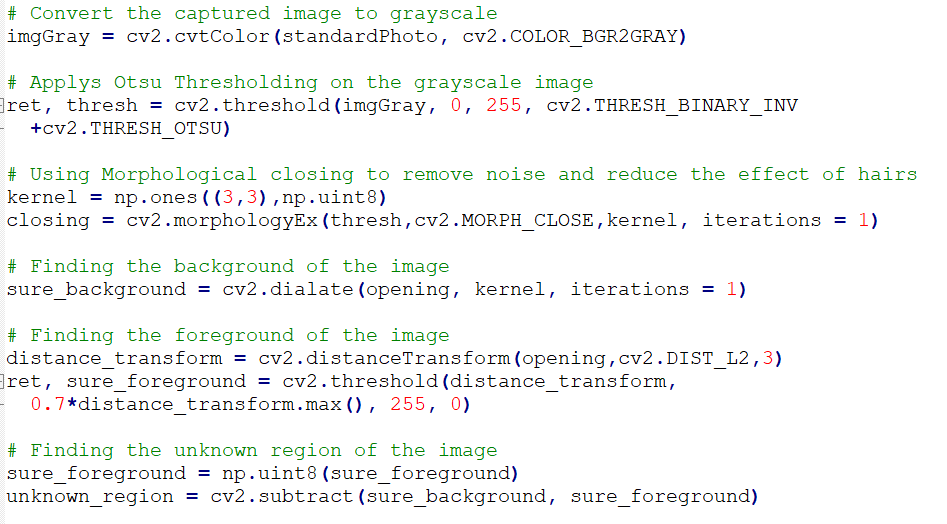 # Convert the captured image to grayscale
imgGray = cv2.cvtColor(standardPhoto, cv2.COLOR_BGR2GRAY)
# Applys Otsu Thresholding on the grayscale image
ret, thresh = cv2.threshold(imgGray, 0, 255, cv2.THRESH_BINARY_INV
+cv2.THRESH_OTSU)
# Using Morphological closing to remove noise and reduce the effect of hairs
kernel = np.ones((3,3),np.uint8)
closing = cv2.morphologyEx(thresh,cv2.MORPH_CLOSE,kernel, iterations = 1)
# Finding the background of the image
sure_background = cv2.dialate(opening, kernel, iterations = 1)
# Finding the foreground of the image
distance_transform = cv2.distanceTransform(opening,cv2.DIST_L2,3)
ret, sure_foreground = cv2.threshold(distance_transform,
0.7*distance_transform.max(), 255, 0)
# Finding the unknown region of the image
sure_foreground = np.uint8(sure_foreground)
unknown_region = cv2.subtract(sure_background, sure_foreground)